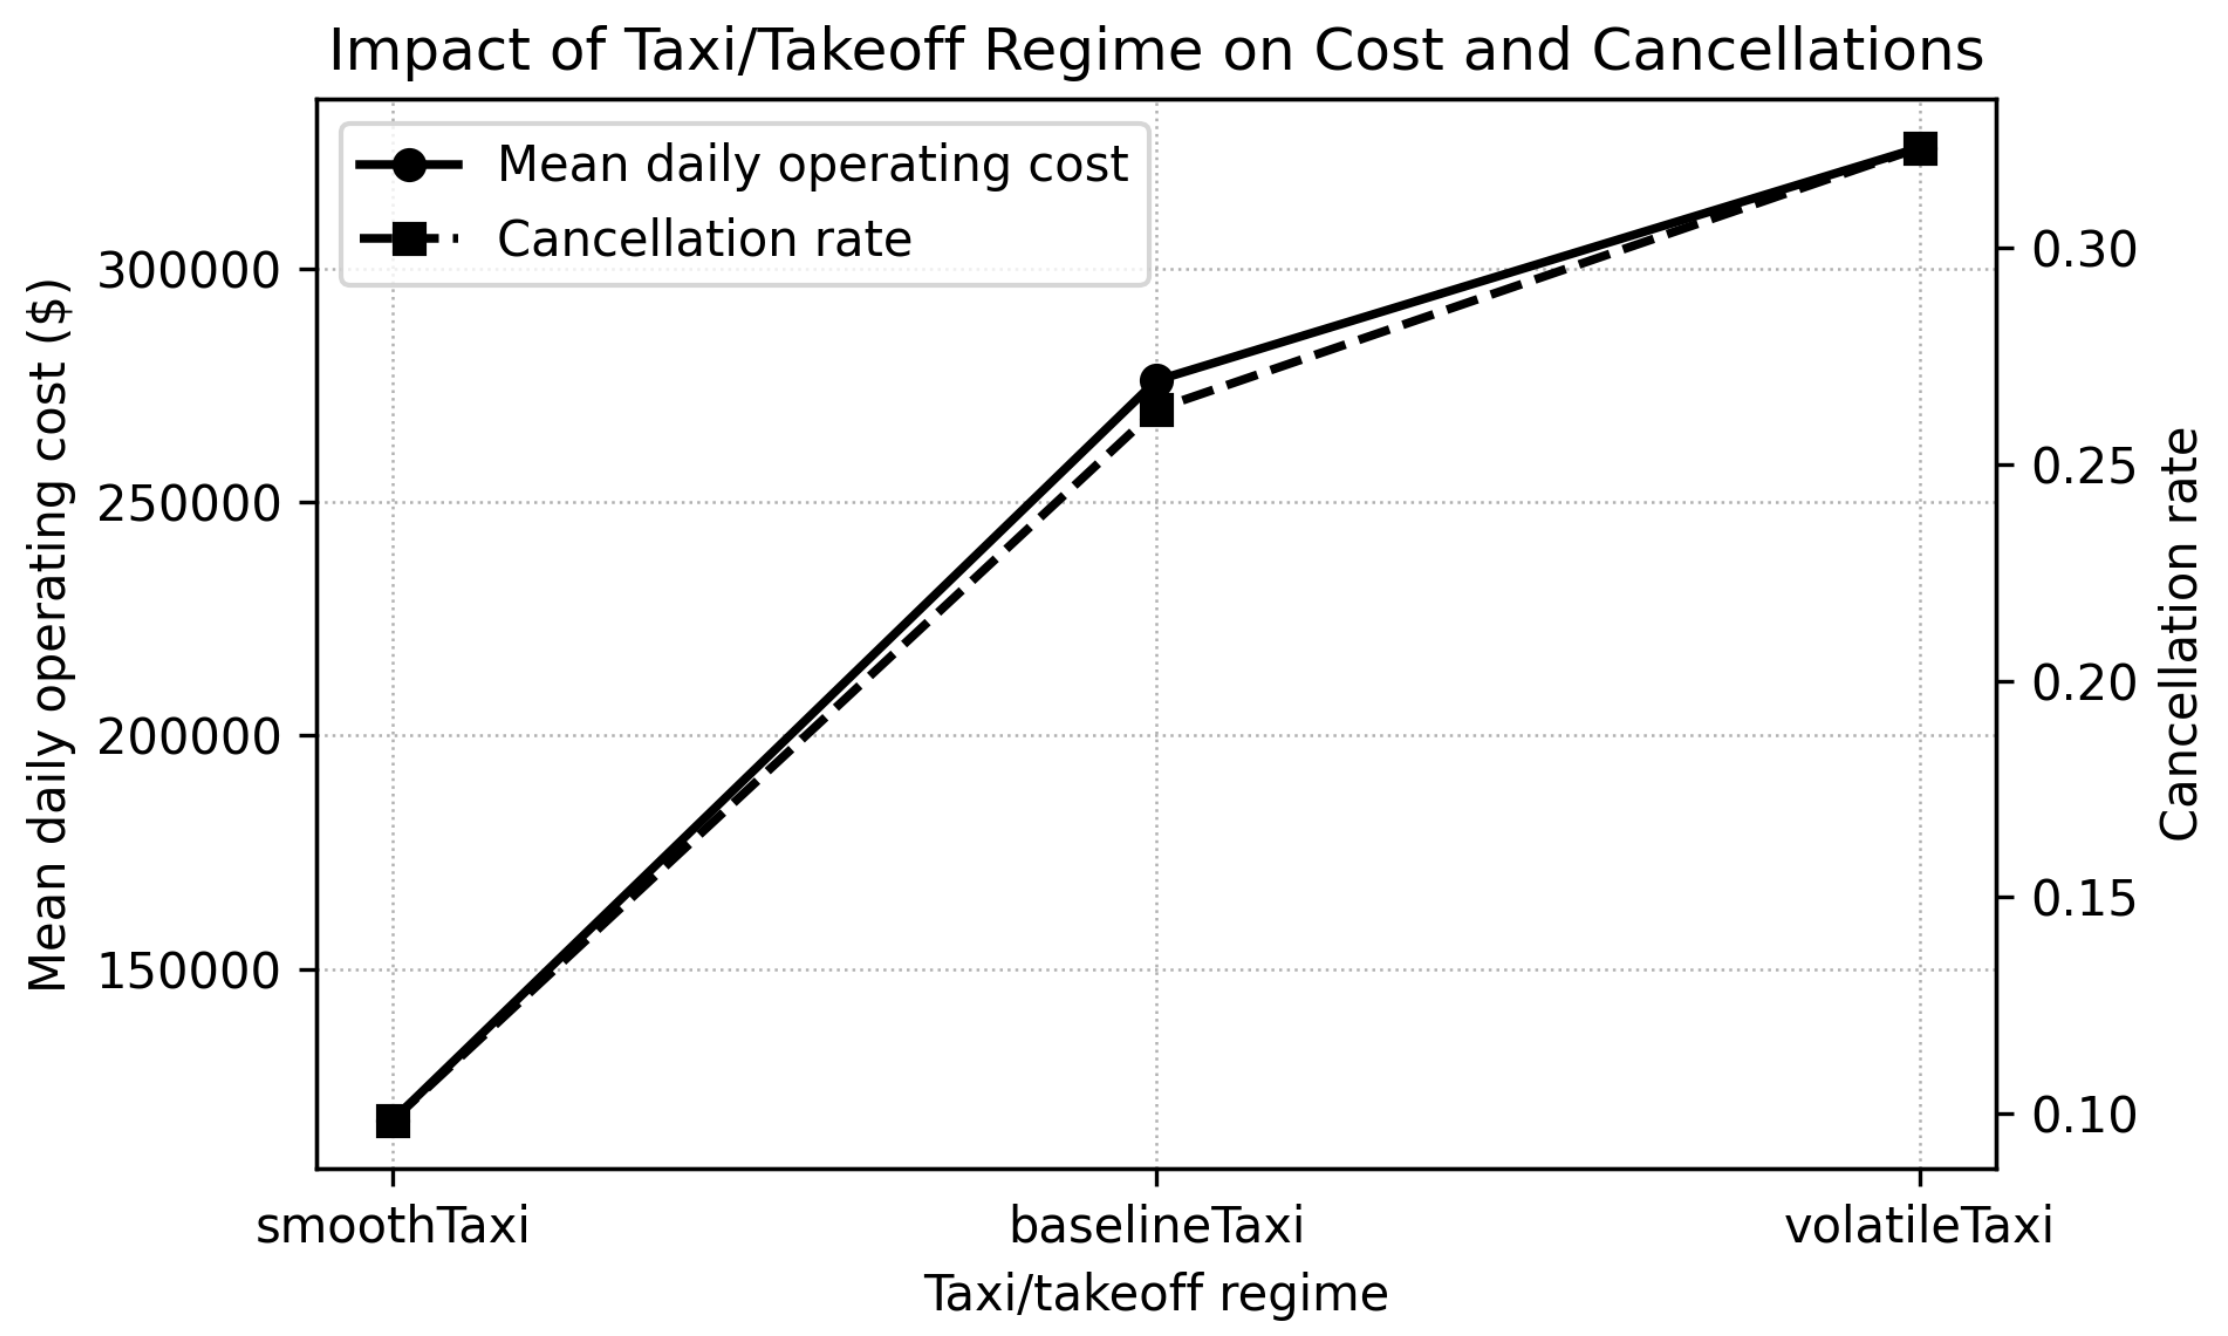 Impact of Taxi/Takeoff Regime on Cost and Cancellations
Mean daily operating cost
Cancellation rate
Mean daily operating cost ($)
300000
250000
200000
150000
0.30
0.25
0.20
0.15
0.10
Cancellation rate
smoothTaxi baselineTaxi volatileTaxi
Taxi/takeoff regime